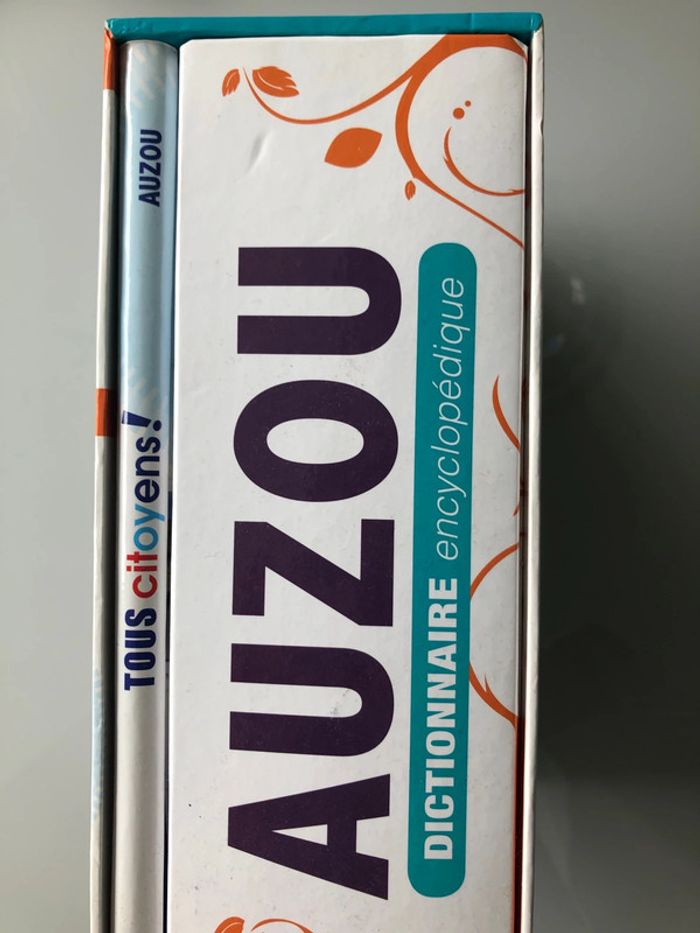 TOUS citoyens!
AUZOU
AUZOU
DICTIONNAIRE encyclopédique